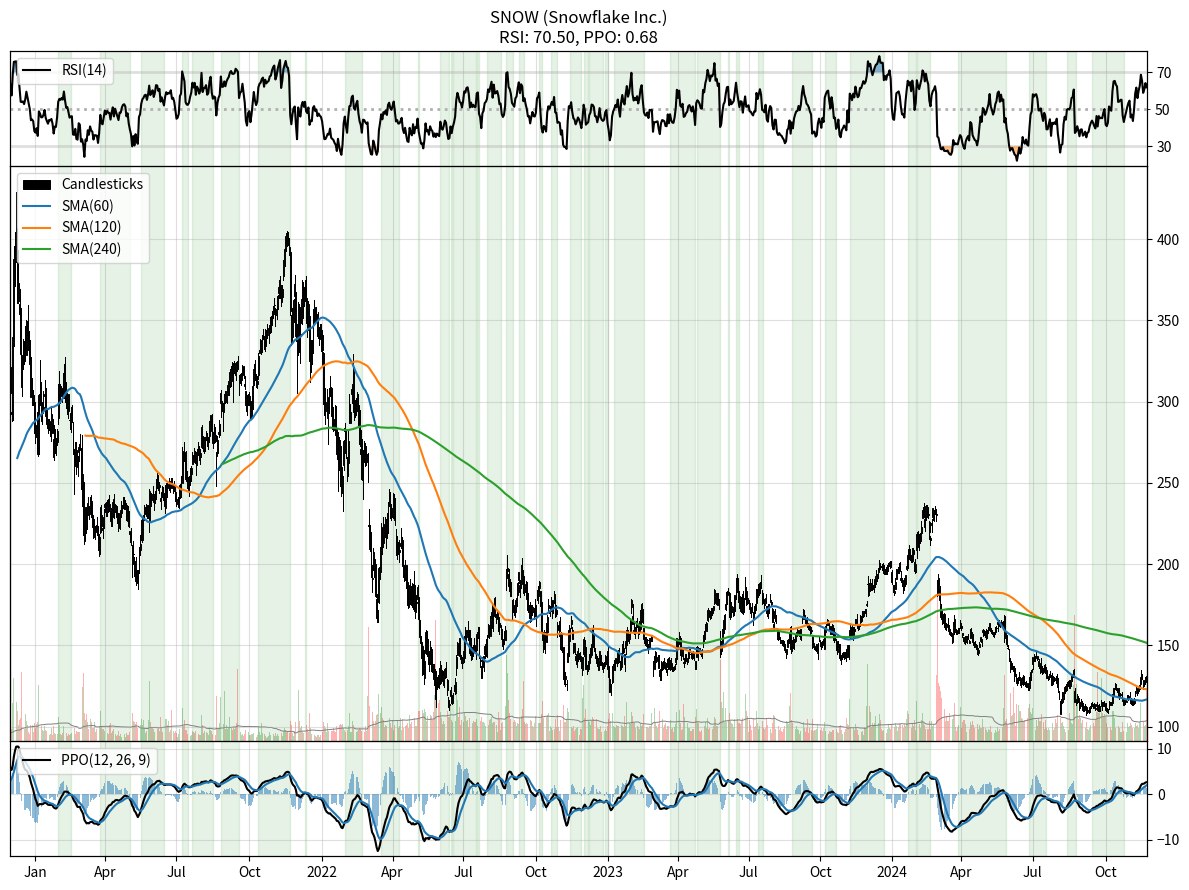 SNOW (Snowflake Inc.)
RSI: 70.50, PPO: 0.68
RSI(14)
70
50
30
Candlesticks
SMA(60)
SMA(120)
SMA(240)
400
350
300
250
200
150
100
PPO(12, 26, 9)
10
0
−10
Jan Apr Jul Oct 2022 Apr Jul Oct 2023 Apr Jul Oct 2024 Apr Jul Oct